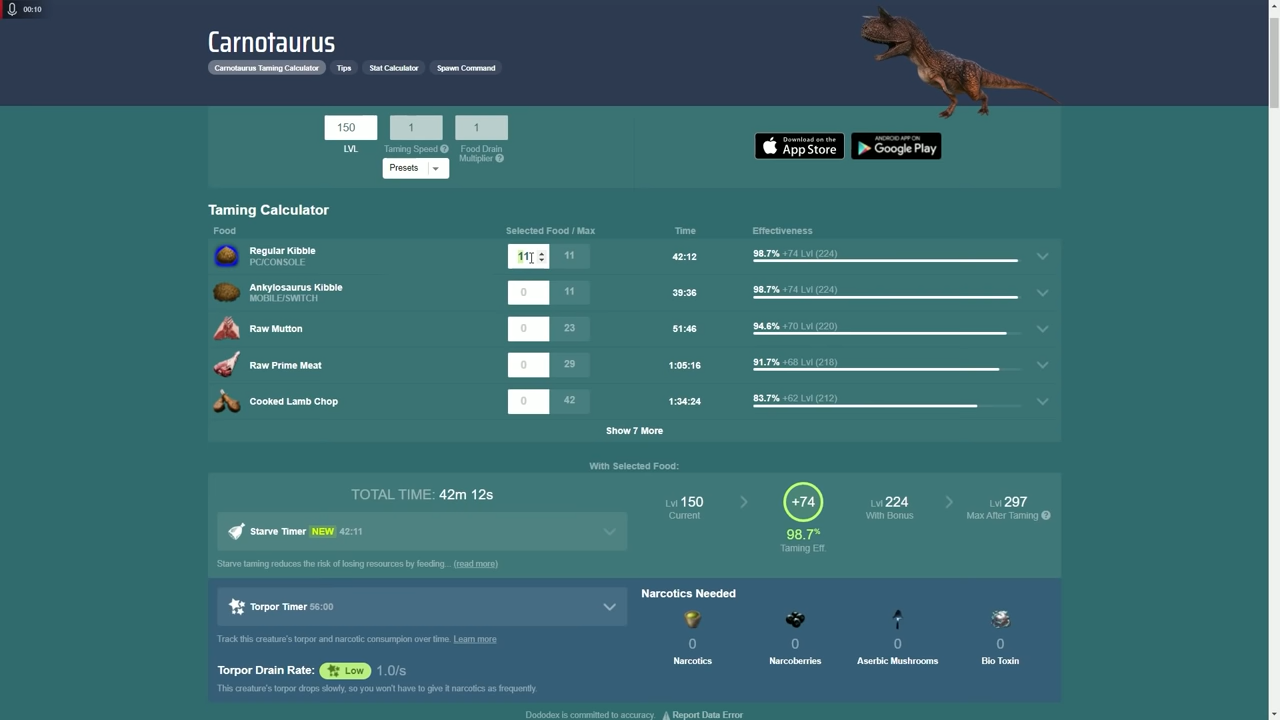 00:10
Carnotaurus
Carnotaurus Taming Calculator Tips Stat Calculator Spawn Command
150 1 1
LVL Taming Speed ? Food Drain Multiplier ?
Presets
Download on the App Store
ANDROID APP ON Google Play
Taming Calculator
Food Selected Food / Max Time Effectiveness
Regular Kibble 11 11 42:12 98.7% +74 Lvl (224)
PC/CONSOLE
Ankylosaurus Kibble 0 11 39:36 98.7% +74 Lvl (224)
MOBILE/SWITCH
Raw Mutton 0 23 51:46 94.6% +70 Lvl (220)
Raw Prime Meat 0 29 1:05:16 91.7% +68 Lvl (218)
Cooked Lamb Chop 0 42 1:34:24 83.7% +62 Lvl (212)
Show 7 More
With Selected Food:
TOTAL TIME: 42m 12s
Lvl 150 +74 Lvl 224 Lvl 297
Current With Bonus Max After Taming ?
98.7%
Taming Eff.
Starve Timer NEW 42:11
Starve taming reduces the risk of losing resources by feeding... (read more)
Torpor Timer 56:00
Track this creature's torpor and narcotic consumption over time. Learn more
Torpor Drain Rate: Low 1.0/s
This creature's torpor drops slowly, so you won't have to give it narcotics as frequently.
Narcotics Needed
0 0 0 0
Narcotics Narcoberries Aserbic Mushrooms Bio Toxin
Dododex is committed to accuracy. Report Data Error